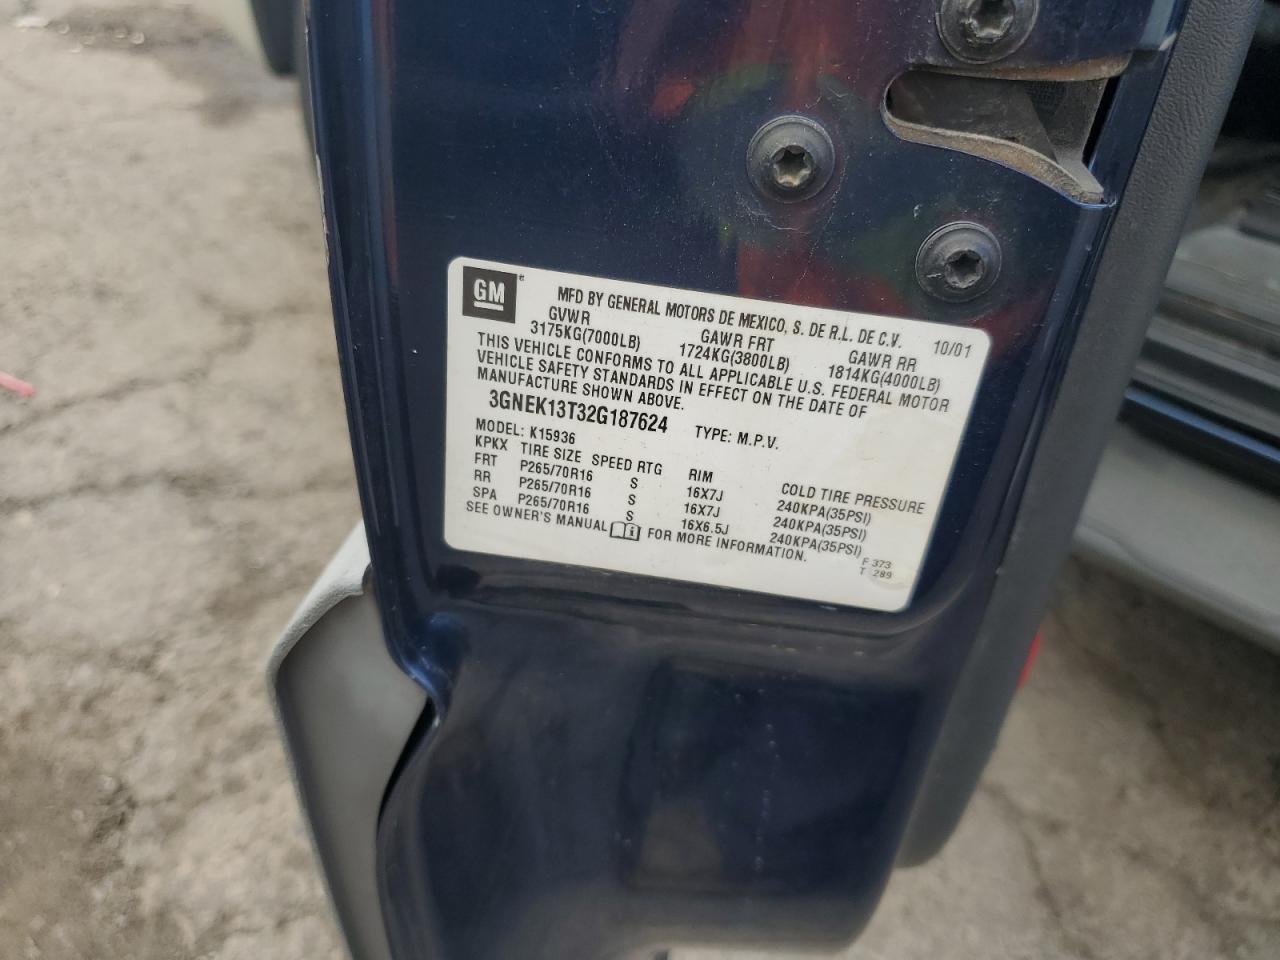 GM ®
MFD BY GENERAL MOTORS DE MEXICO, S. DE R.L. DE C.V. 10/01
GVWR GAWR FRT GAWR RR
3175KG(7000LB) 1724KG(3800LB) 1814KG(4000LB)
THIS VEHICLE CONFORMS TO ALL APPLICABLE U.S. FEDERAL MOTOR
VEHICLE SAFETY STANDARDS IN EFFECT ON THE DATE OF
MANUFACTURE SHOWN ABOVE.
3GNEK13T32G187624 TYPE: M.P.V.
MODEL: K15936
KPKX TIRE SIZE SPEED RTG RIM COLD TIRE PRESSURE
FRT P265/70R16 S 16X7J 240KPA(35PSI)
RR P265/70R16 S 16X7J 240KPA(35PSI)
SPA P265/70R16 S 16X6.5J 240KPA(35PSI)
SEE OWNER'S MANUAL i FOR MORE INFORMATION.
F 373
T 289